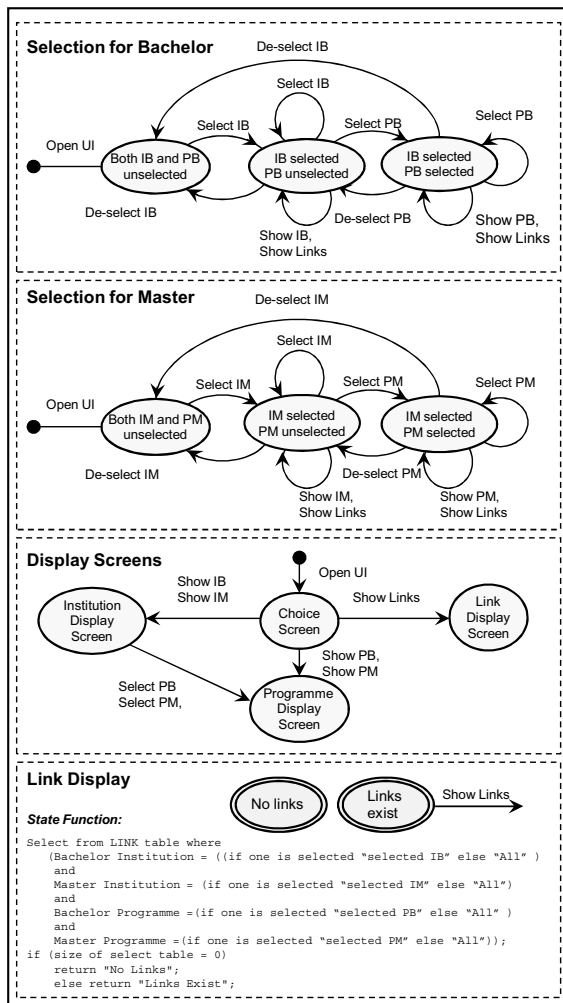 Selection for Bachelor
De-select IB
Select IB
Select IB
Select PB
Select PB
Open UI
Both IB and PB
unselected
IB selected
PB unselected
IB selected
PB selected
De-select IB
De-select PB
Show IB,
Show Links
Show PB,
Show Links
Selection for Master
De-select IM
Select IM
Select IM
Select PM
Select PM
Open UI
Both IM and PM
unselected
IM selected
PM unselected
IM selected
PM selected
De-select IM
De-select PM
Show IM,
Show Links
Show PM,
Show Links
Display Screens
Open UI
Show IB
Show IM
Show Links
Institution
Display
Screen
Choice
Screen
Link
Display
Screen
Show PB,
Show PM
Select PB
Select PM,
Programme
Display
Screen
Link Display
No links
Links
exist
Show Links
State Function:
Select from LINK table where
(Bachelor Institution = ((if one is selected “selected IB” else “All” )
and
Master Institution = (if one is selected “selected IM” else “All”)
and
Bachelor Programme =(if one is selected “selected PB” else “All” )
and
Master Programme =(if one is selected “selected PM” else “All”));
if (size of select table = 0)
return "No Links";
else return "Links Exist";